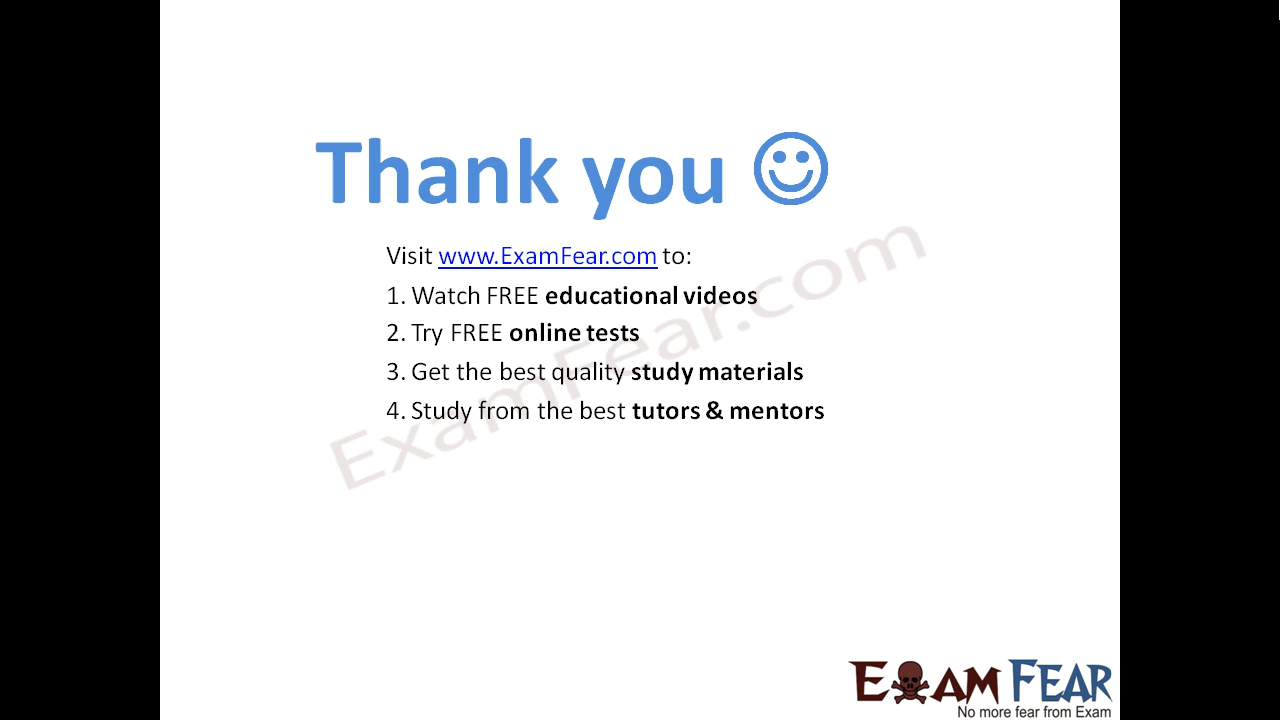 Thank you
Visit www.ExamFear.com to:
1. Watch FREE educational videos
2. Try FREE online tests
3. Get the best quality study materials
4. Study from the best tutors & mentors
ExamFear.com
EXAM FEAR
No more fear from Exam